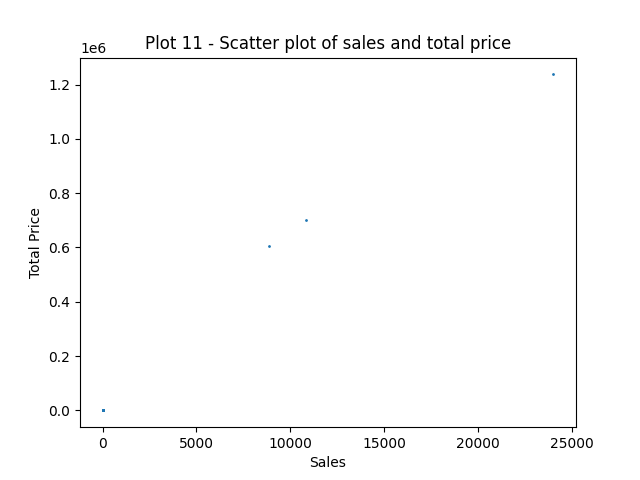 Plot 11 - Scatter plot of sales and total price
1e6
1.2
1.0
0.8
0.6
0.4
0.2
0.0
Total Price
0 5000 10000 15000 20000 25000
Sales